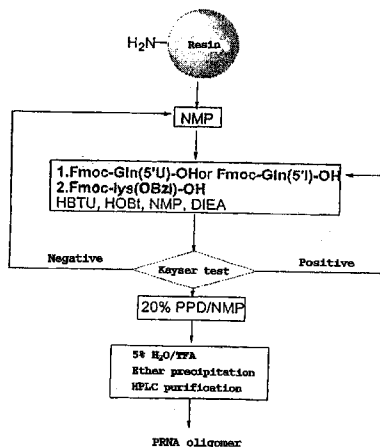 H₂N
Resin
NMP
1.Fmoc-Gln(5'U)-OHor Fmoc-Gln(5'I)-OH
2.Fmoc-lys(OBzl)-OH
HBTU, HOBt, NMP, DIEA
Negative
Keyser test
Positive
20% PPD/NMP
5% H₂O/TFA
Ether precipitation
HPLC purification
PRNA oligomer